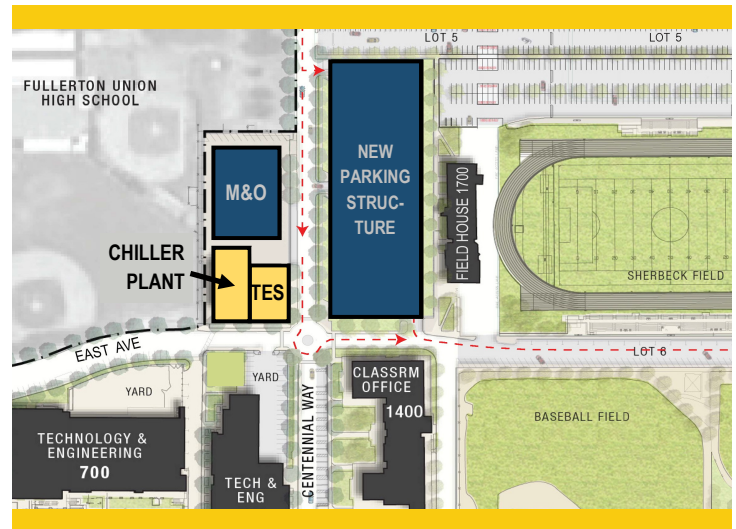 LOT 5
LOT 5
FULLERTON UNION
HIGH SCHOOL
NEW
PARKING
STRUC-
TURE
M&O
FIELD HOUSE 1700
CHILLER
PLANT
TES
SHERBECK FIELD
EAST AVE
LOT 6
YARD
YARD
CENTENNIAL WAY
CLASSRM
OFFICE
1400
BASEBALL FIELD
TECHNOLOGY &
ENGINEERING
700
TECH &
ENG